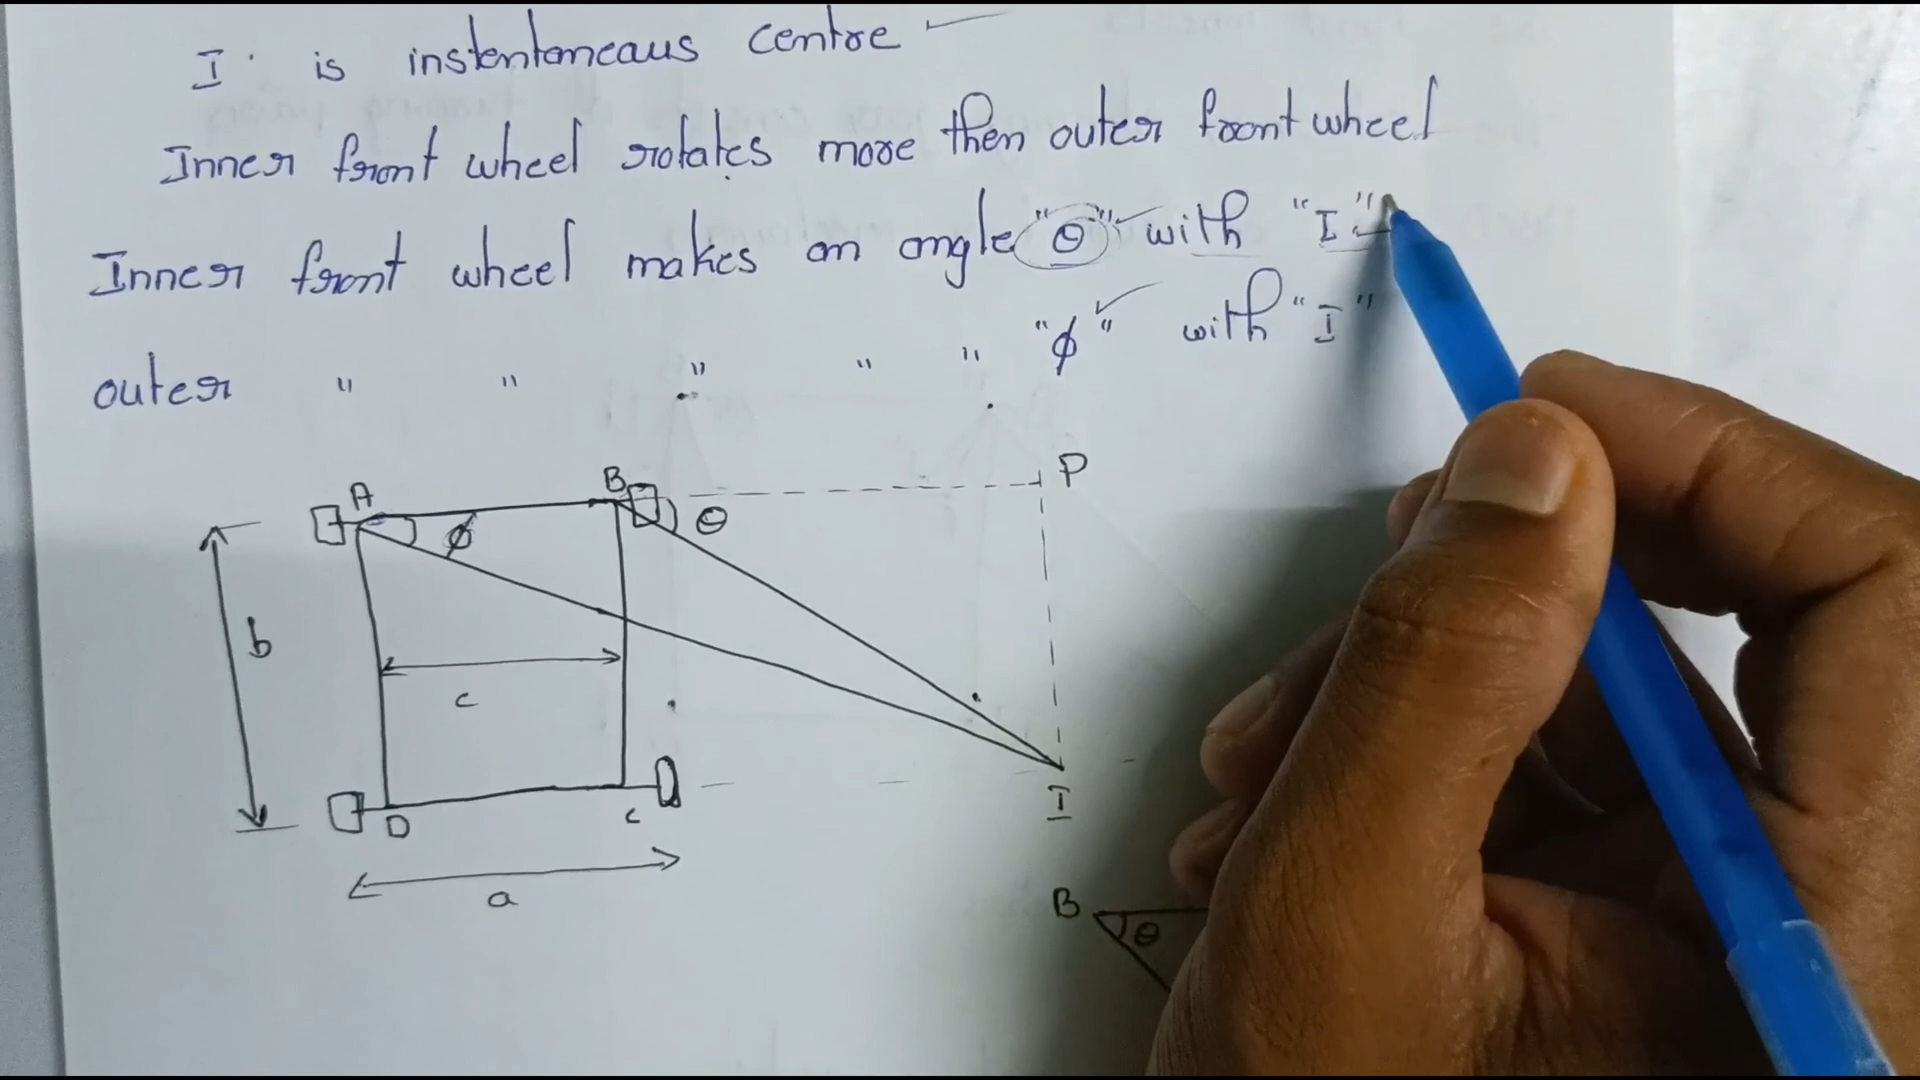 I is instentaneaus centre
Inner front wheel rotates more then outer front wheel
Inner front wheel makes an angle "θ" with "I"
outer " " " " " "ϕ" with "I"
A
B
P
ϕ
θ
b
c
D
c
I
a
B
θ